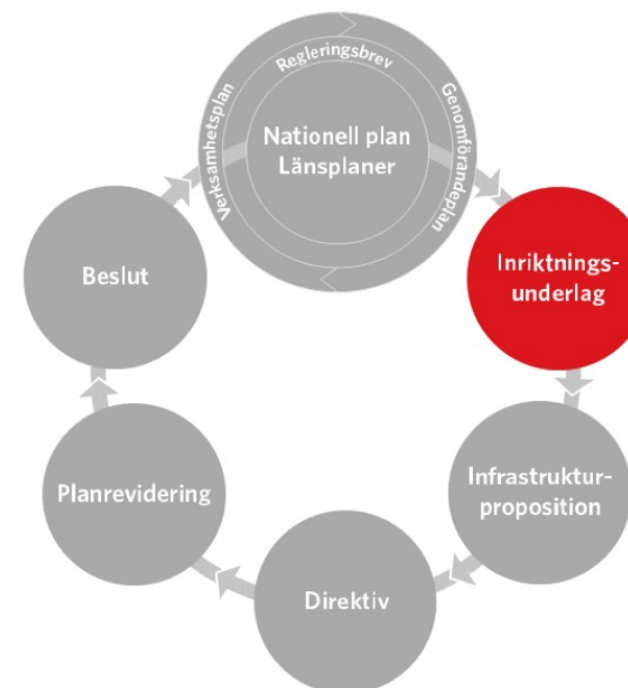 Regleringsbrev
Verksamhetsplan
Genomförandeplan
Nationell plan
Länsplaner
Inriktnings-
underlag
Infrastruktur-
proposition
Direktiv
Planrevidering
Beslut